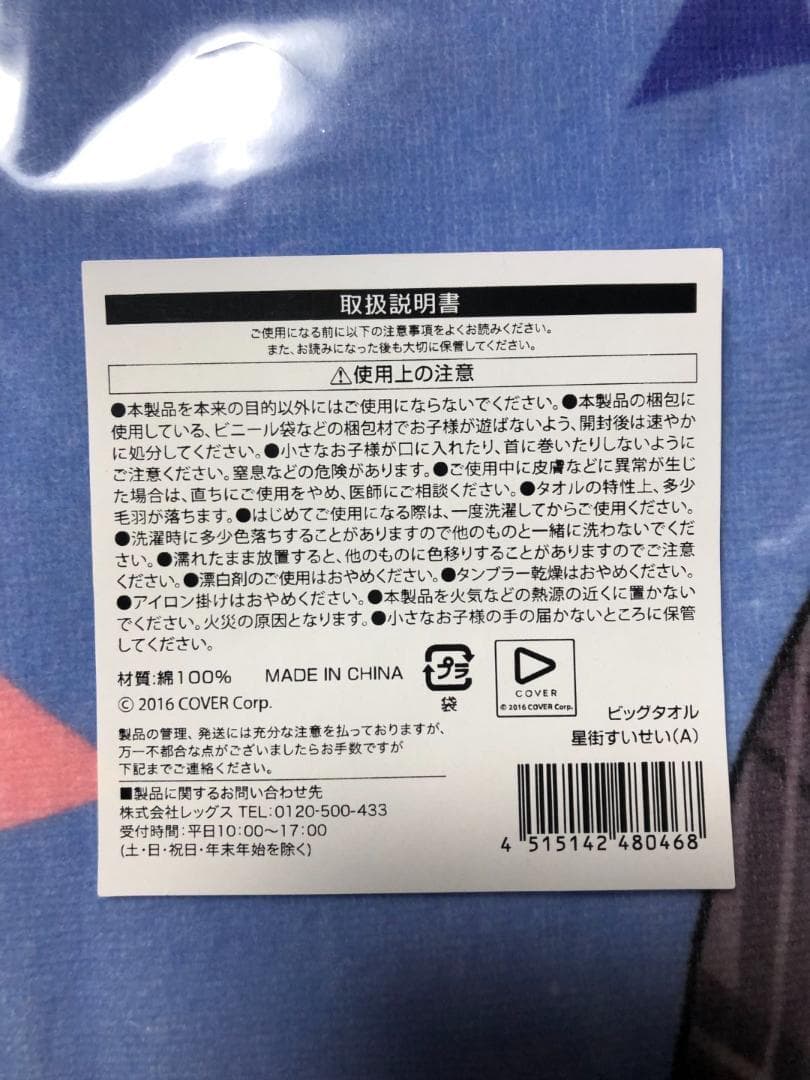 取扱説明書
ご使用になる前に以下の注意事項をよくお読みください。
また、お読みになった後も大切に保管してください。
⚠使用上の注意
●本製品を本来の目的以外にはご使用にならないでください。●本製品の梱包に
使用している、ビニール袋などの梱包材でお子様が遊ばないよう、開封後は速やか
に処分してください。●小さなお子様が口に入れたり、首に巻いたりしないように
ご注意ください。窒息などの危険があります。●ご使用中に皮膚などに異常が生じ
た場合は、直ちにご使用をやめ、医師にご相談ください。●タオルの特性上、多少
毛羽が落ちます。●はじめてご使用になる際は、一度洗濯してからご使用ください。
●洗濯時に多少色落ちすることがありますので他のものと一緒に洗わないでくだ
さい。●濡れたまま放置すると、他のものに色移りすることがありますのでご注意
ください。●漂白剤のご使用はおやめください。●タンブラー乾燥はおやめください。
●アイロン掛けはおやめください。●本製品を火気などの熱源の近くに置かない
でください。火災の原因となります。●小さなお子様の手の届かないところに保管
してください。
材質:綿100% MADE IN CHINA
© 2016 COVER Corp.
プラ
袋
COVER
© 2016 COVER Corp.
ビッグタオル
星街すいせい(A)
製品の管理、発送には充分な注意を払っておりますが、
万一不都合な点がございましたらお手数ですが
下記までご連絡ください。
■製品に関するお問い合わせ先
株式会社レッグス TEL:0120-500-433
受付時間:平日10:00〜17:00
(土・日・祝日・年末年始を除く)
4 515142 480468